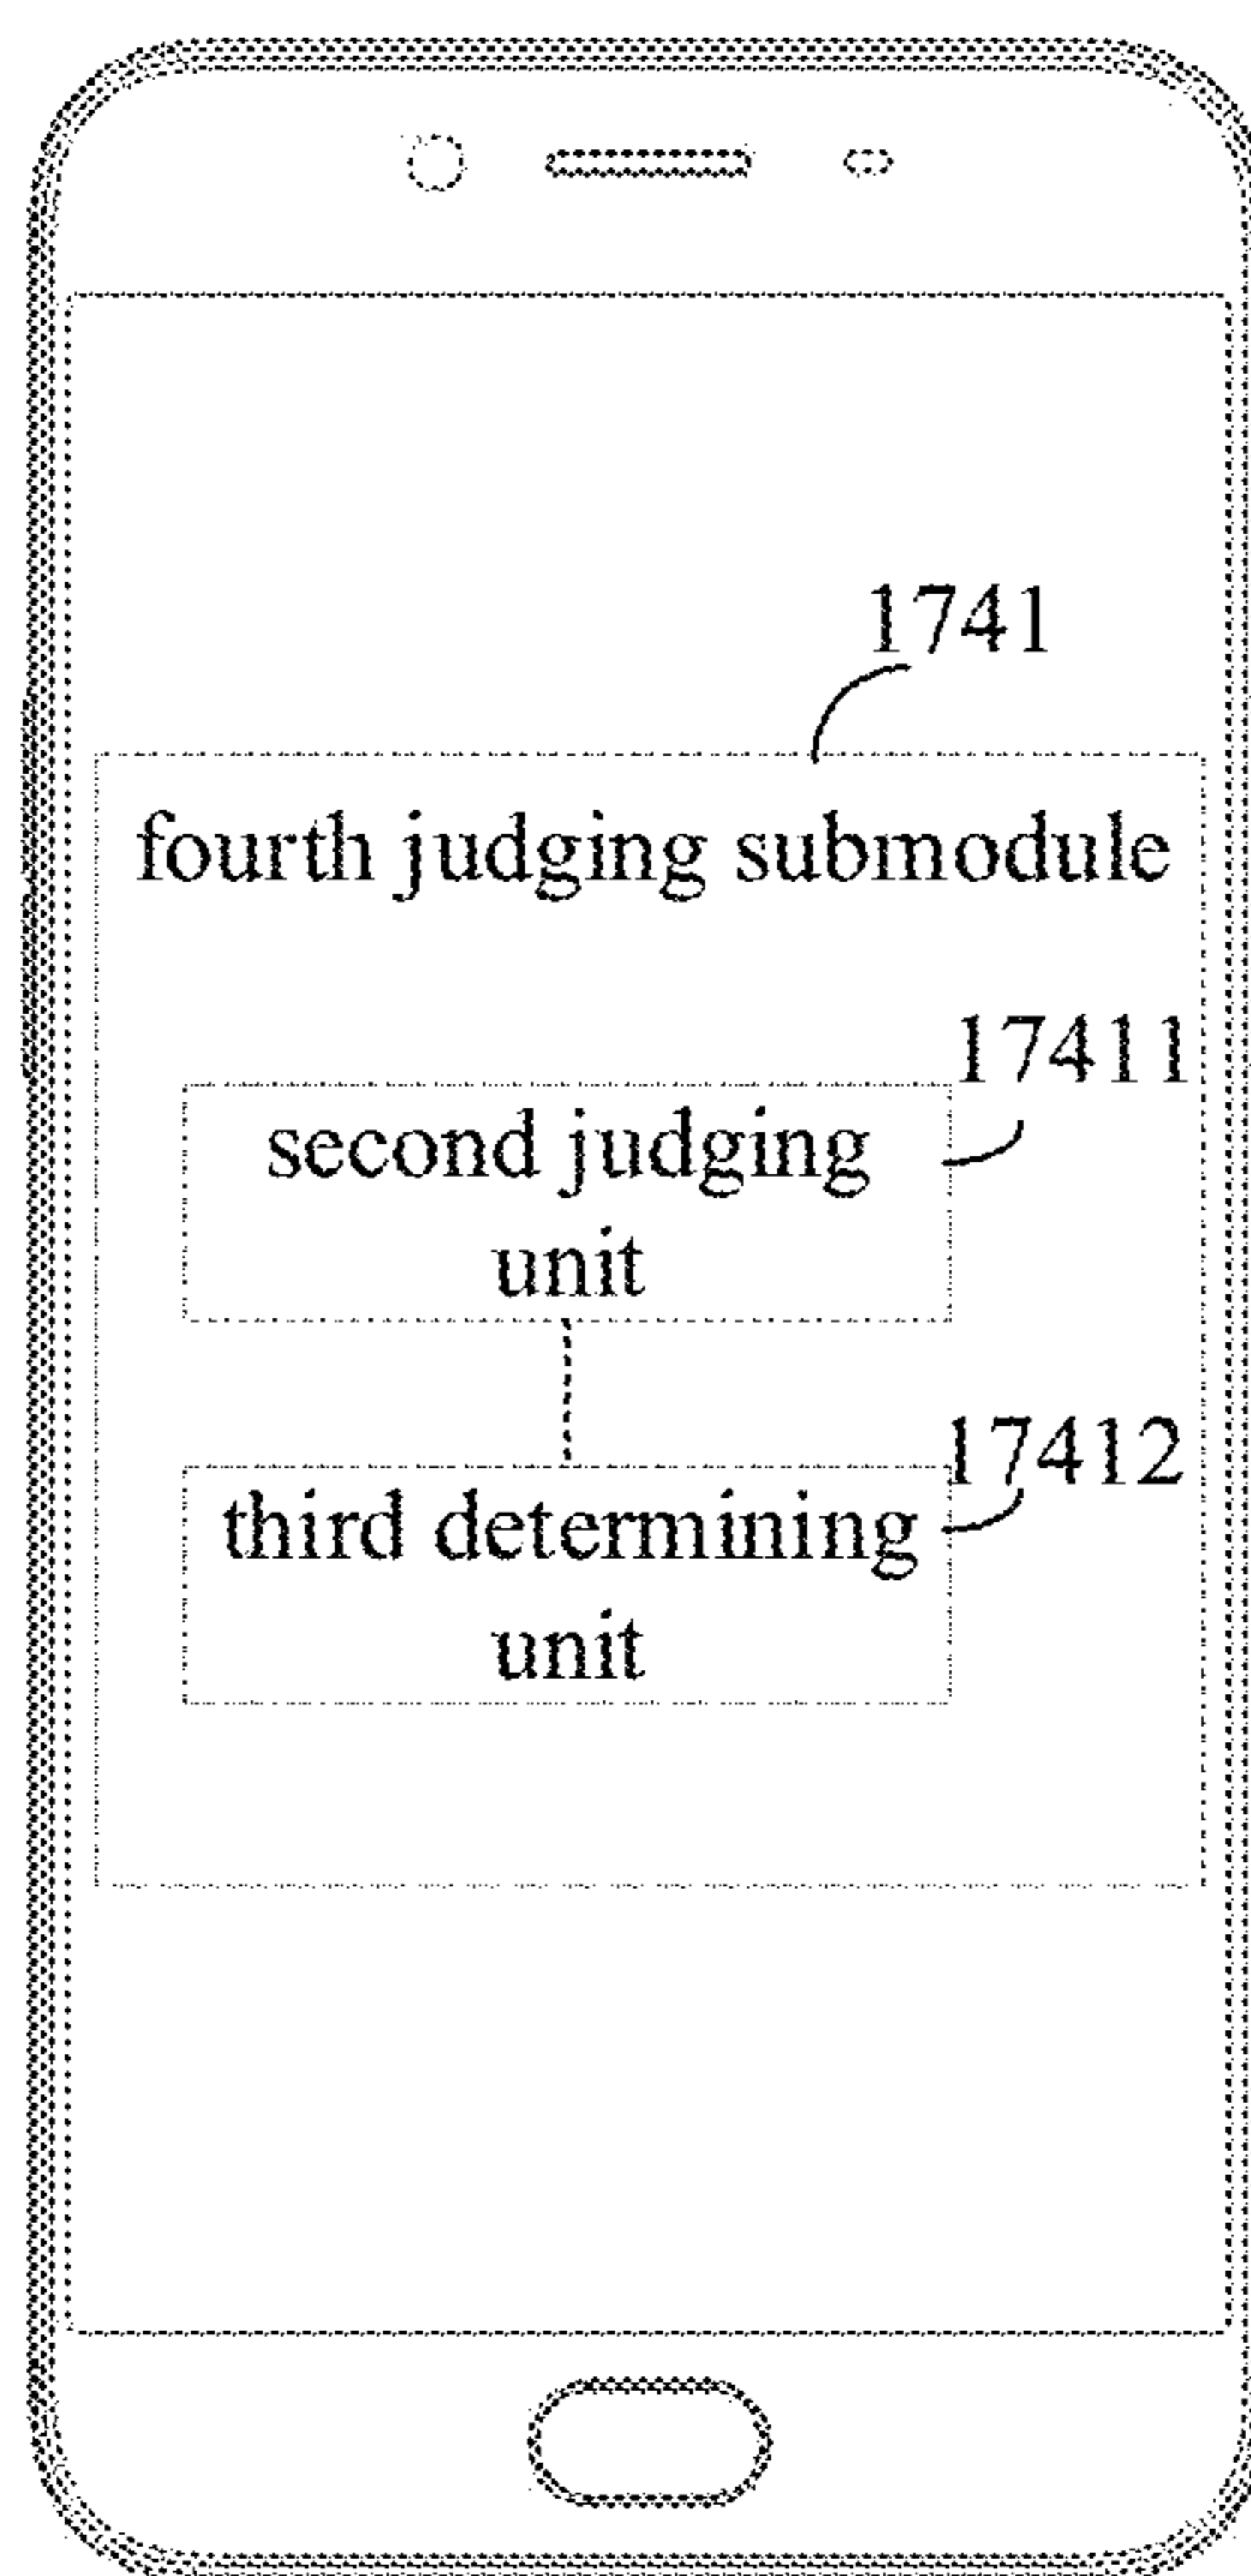 1741
fourth judging submodule
17411
second judging
unit
17412
third determining
unit